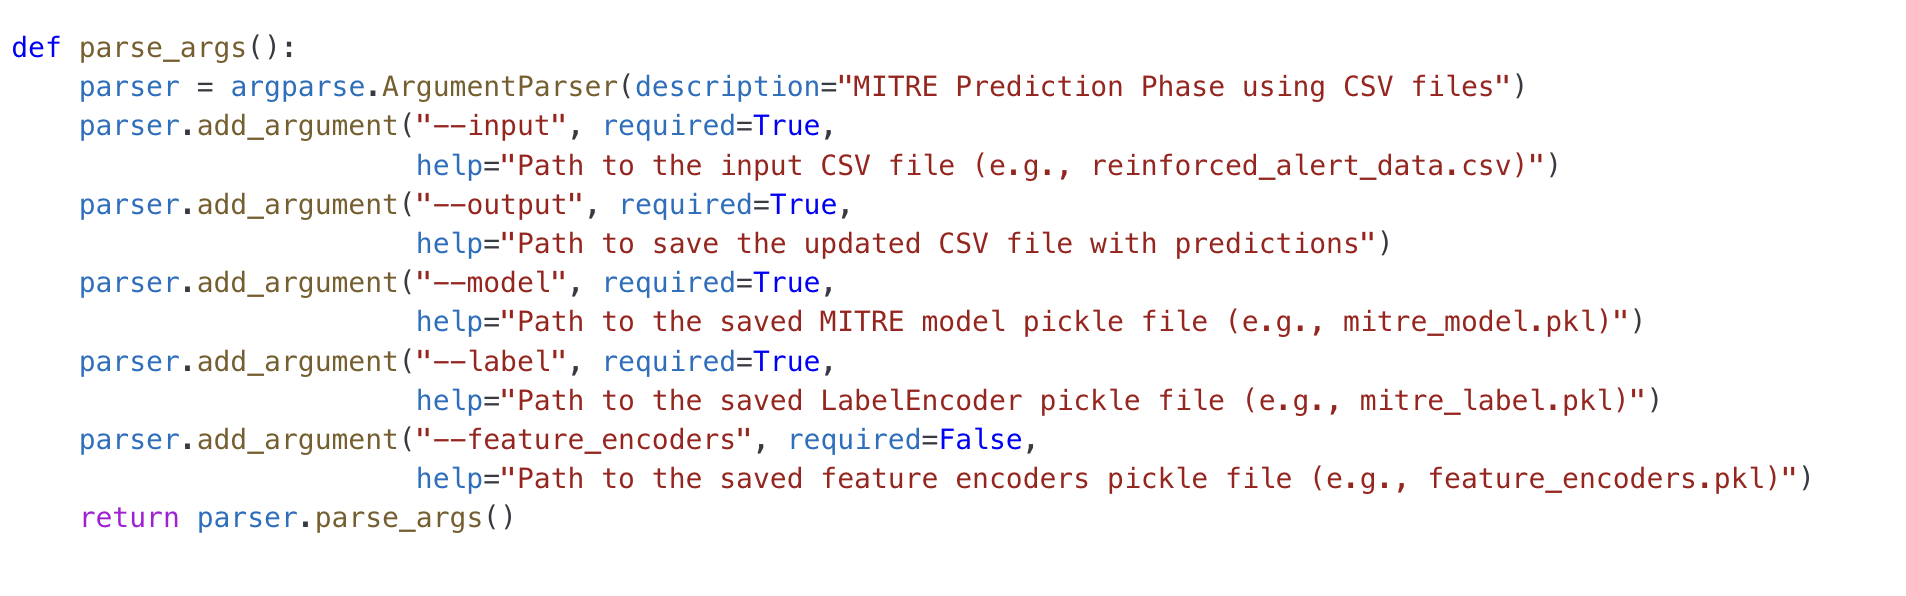 def parse_args():
    parser = argparse.ArgumentParser(description="MITRE Prediction Phase using CSV files")
    parser.add_argument("--input", required=True,
                        help="Path to the input CSV file (e.g., reinforced_alert_data.csv)")
    parser.add_argument("--output", required=True,
                        help="Path to save the updated CSV file with predictions")
    parser.add_argument("--model", required=True,
                        help="Path to the saved MITRE model pickle file (e.g., mitre_model.pkl)")
    parser.add_argument("--label", required=True,
                        help="Path to the saved LabelEncoder pickle file (e.g., mitre_label.pkl)")
    parser.add_argument("--feature_encoders", required=False,
                        help="Path to the saved feature encoders pickle file (e.g., feature_encoders.pkl)")
    return parser.parse_args()